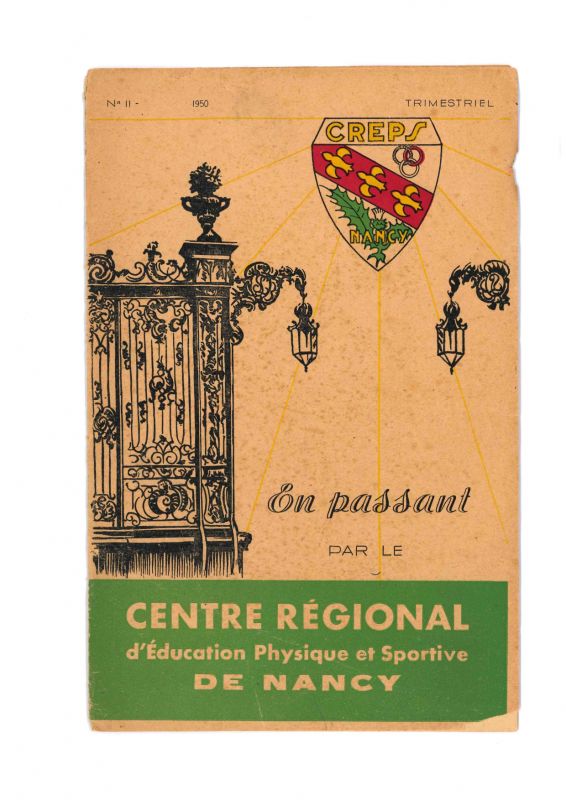 Nº 11 -
1950
TRIMESTRIEL
CREPS
NANCY
En passant
PAR LE
CENTRE RÉGIONAL
d'Éducation Physique et Sportive
DE NANCY